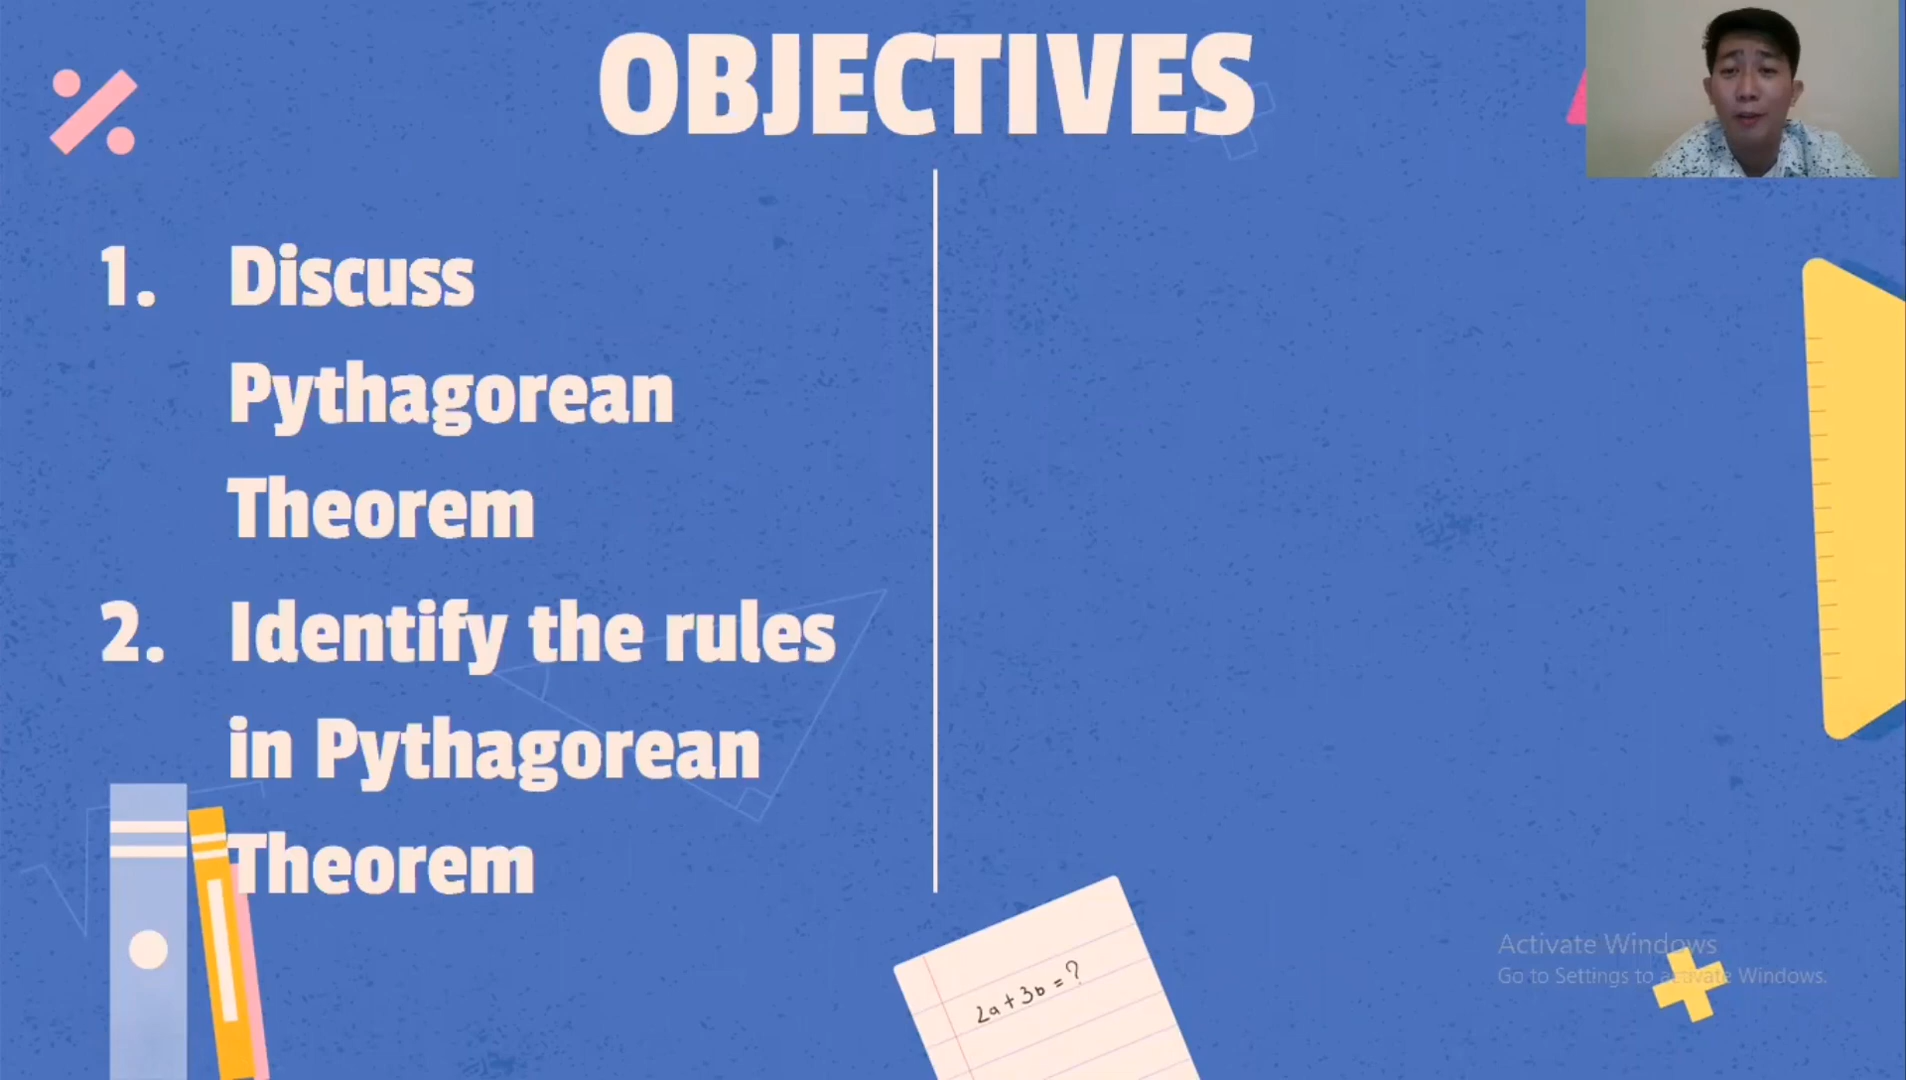 OBJECTIVES
1. Discuss
Pythagorean
Theorem
2. Identify the rules
in Pythagorean
Theorem
2a+3b=?
Activate Windows
Go to Settings to activate Windows.